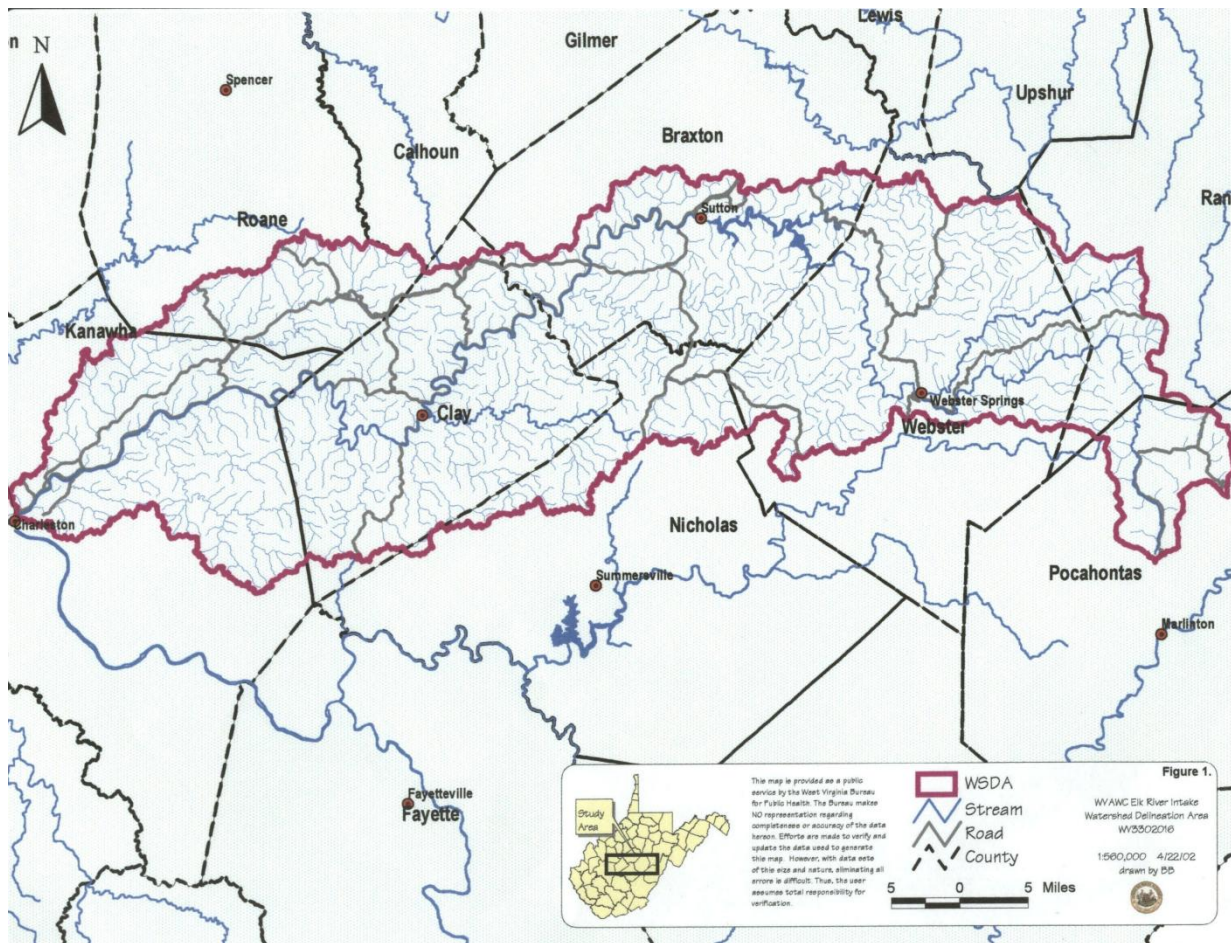 Lewis
on
N
Gilmer
Spencer
Upshur
Braxton
Calhoun
Ran
Roane
Sutton
Kanawha
Webster Springs
Clay
Webster
Charleston
Nicholas
Summersville
Pocahontas
Marlinton
Fayetteville
Fayette
Study
Area
This map is provided as a public
service by the West Virginia Bureau
for Public Health. The Bureau makes
NO representation regarding
completeness or accuracy of the data
hereon. Efforts are made to verify and
update the data used to generate
this map. However, with data sets
of this size and nature, eliminating all
errors is difficult. Thus, the user
assumes total responsibility for
verification.
WSDA
Stream
Road
County
5 0 5 Miles
Figure 1.
WVAWC Elk River Intake
Watershed Delineation Area
WV3302016
1:560,000 4/22/02
drawn by BB